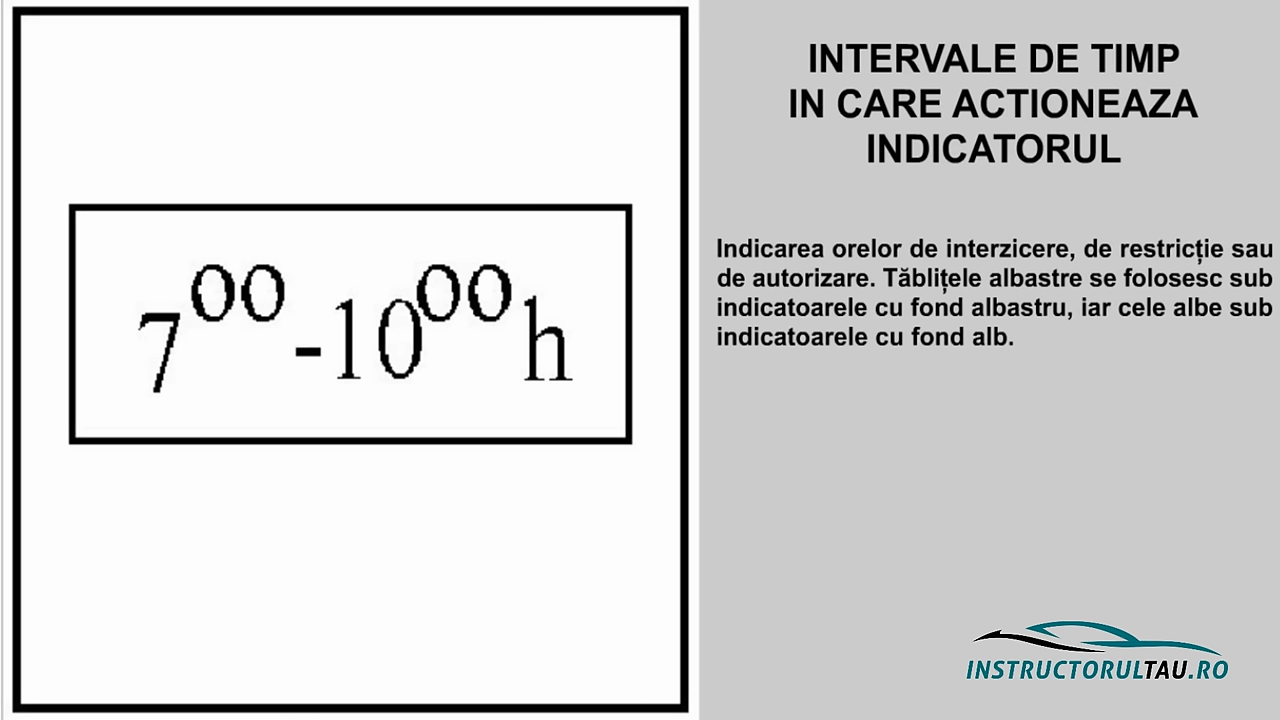 7⁰⁰-10⁰⁰h
INTERVALE DE TIMP
IN CARE ACTIONEAZA
INDICATORUL
Indicarea orelor de interzicere, de restricție sau
de autorizare. Tăblițele albastre se folosesc sub
indicatoarele cu fond albastru, iar cele albe sub
indicatoarele cu fond alb.
INSTRUCTORULTAU.RO